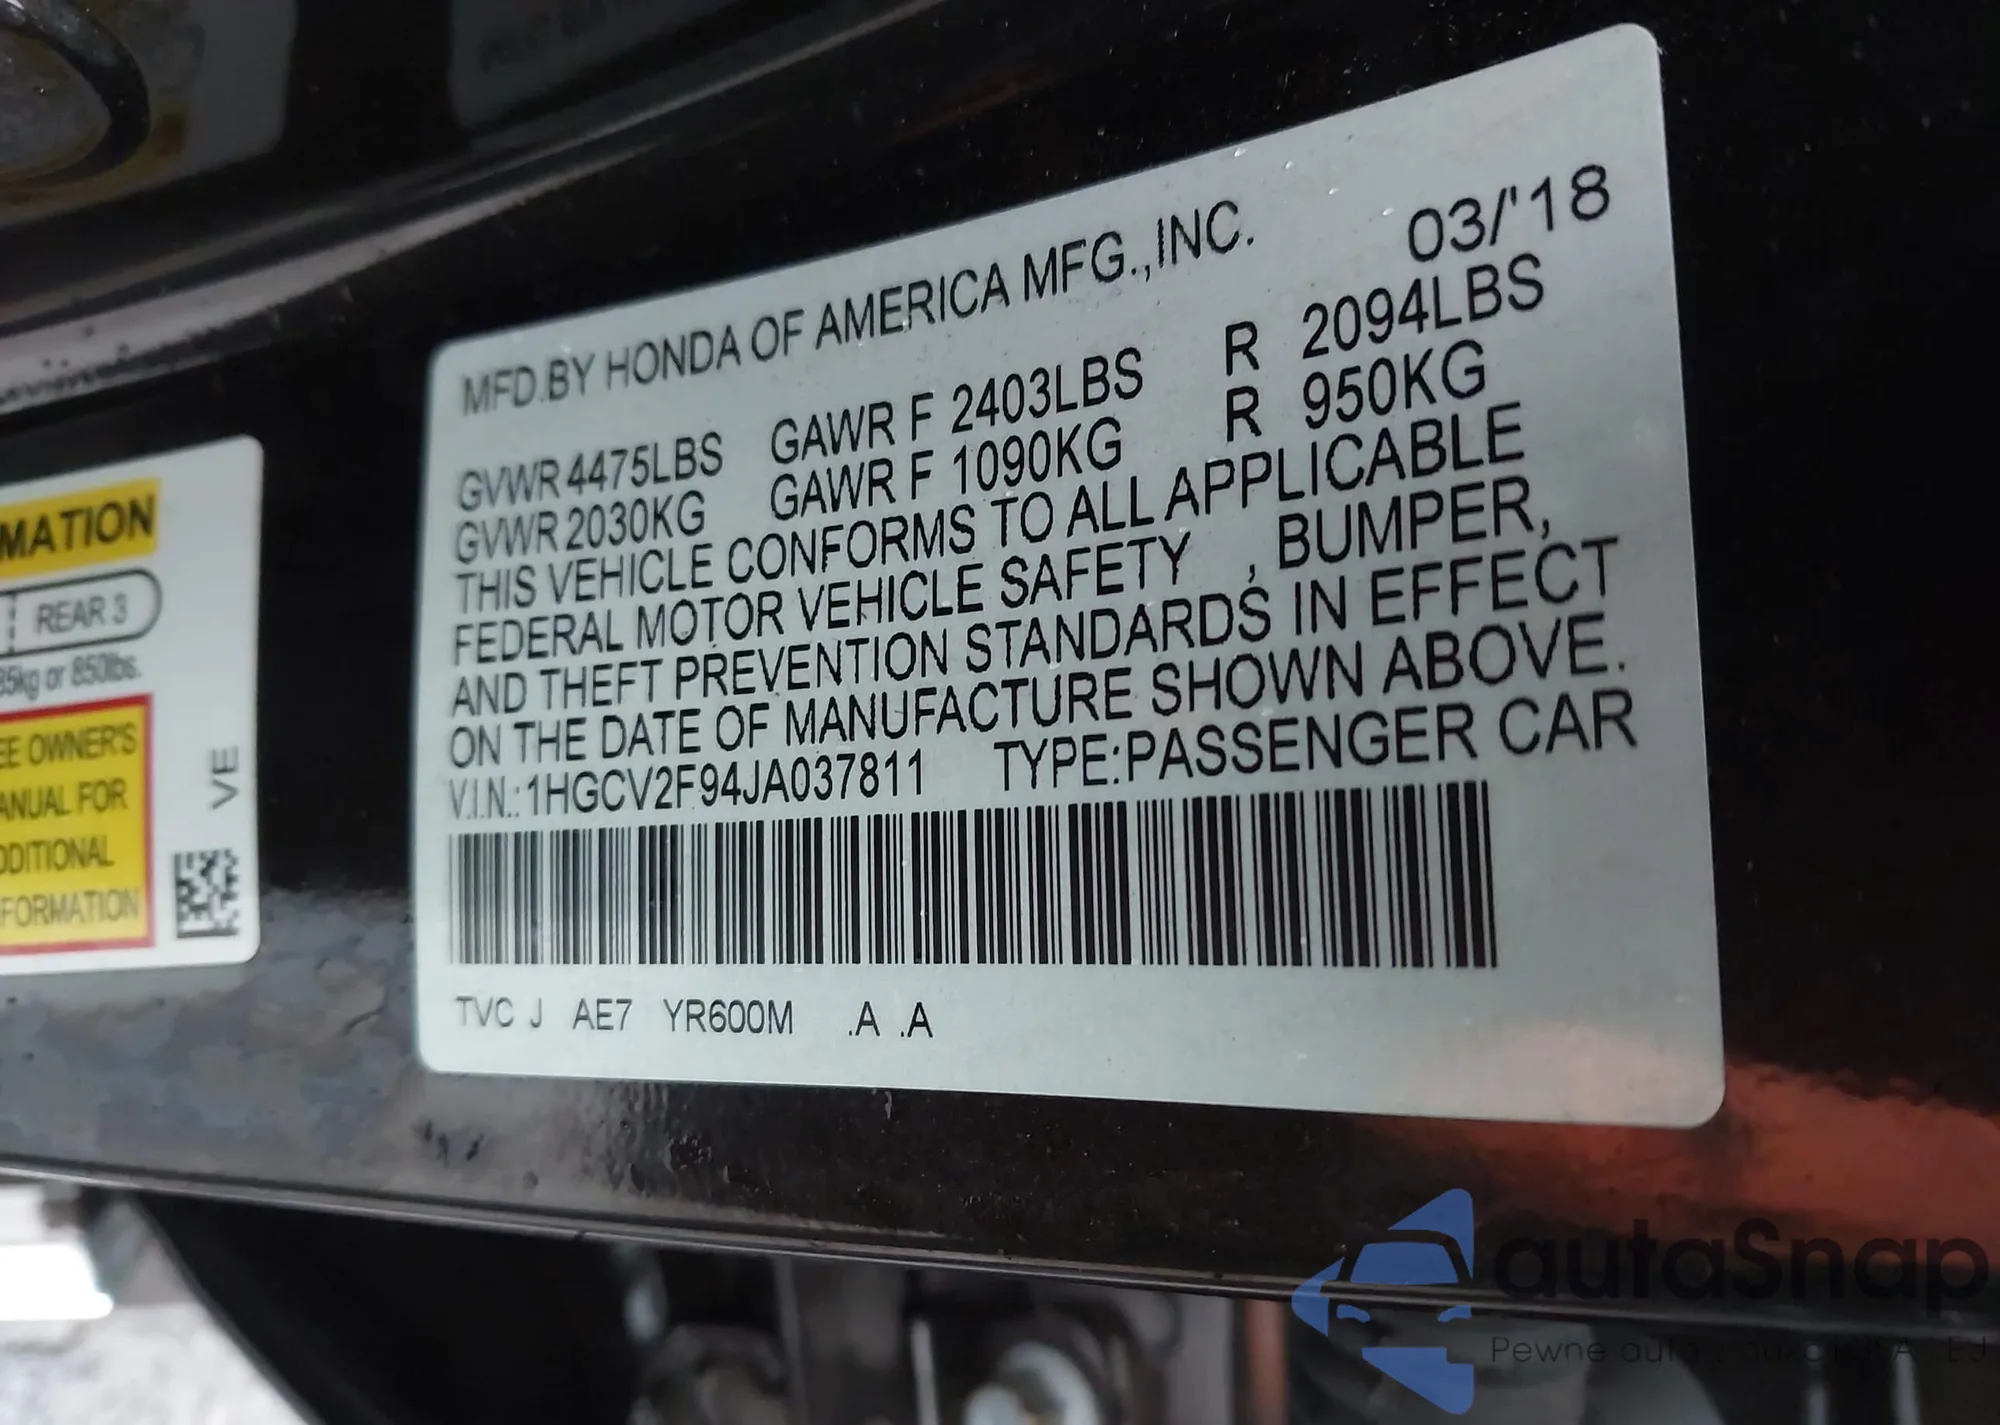 MFD.BY HONDA OF AMERICA MFG.,INC. 03/'18
GVWR 4475LBS GAWR F 2403LBS R 2094LBS
GVWR 2030KG GAWR F 1090KG R 950KG
THIS VEHICLE CONFORMS TO ALL APPLICABLE
FEDERAL MOTOR VEHICLE SAFETY , BUMPER,
AND THEFT PREVENTION STANDARDS IN EFFECT
ON THE DATE OF MANUFACTURE SHOWN ABOVE.
V.I.N.: 1HGCV2F94JA037811 TYPE:PASSENGER CAR
TVC J AE7 YR600M .A .A
MATION
REAR 3
85kg or 850lbs.
EE OWNER'S
ANUAL FOR
DDITIONAL
FORMATION
VE
autaSnap
Pewne auta z